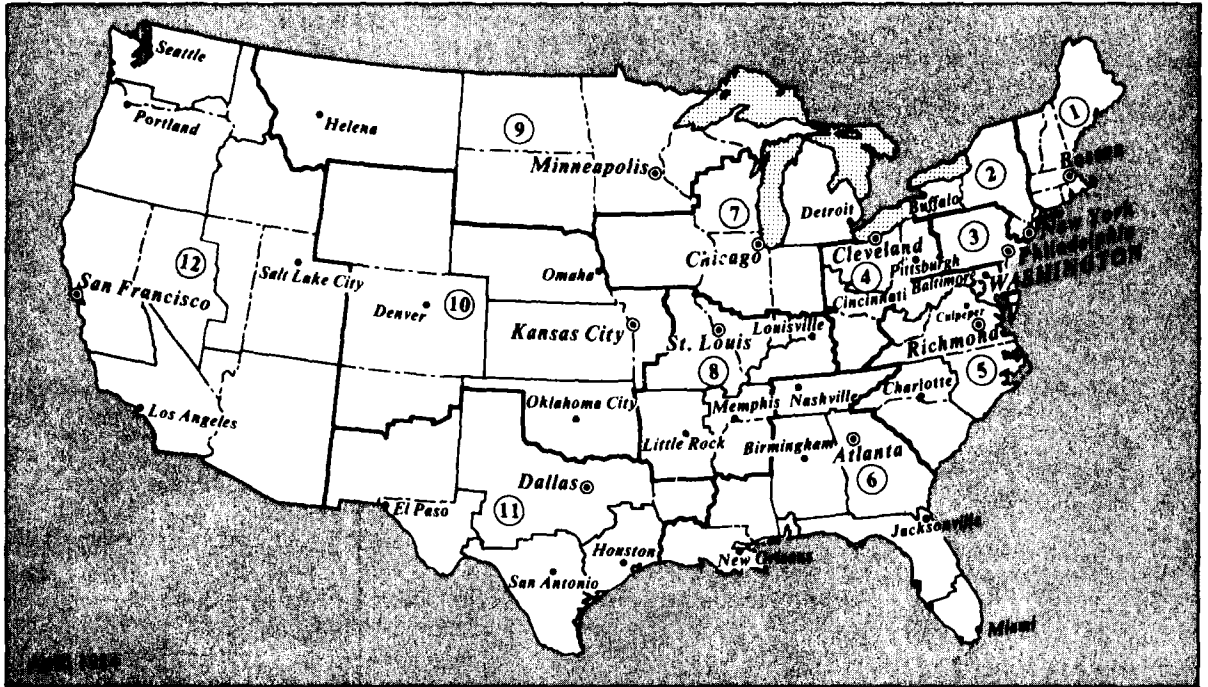 Seattle
Portland
Helena
9
Minneapolis
1
Boston
2
Buffalo
7
Detroit
3
New York
Philadelphia
Chicago
Cleveland
Pittsburgh
4
Baltimore
WASHINGTON
Cincinnati
12
Salt Lake City
San Francisco
Omaha
Denver
10
Kansas City
St. Louis
Louisville
Culpeper
Richmond
8
5
Charlotte
Los Angeles
Oklahoma City
Memphis
Nashville
Little Rock
Birmingham
Atlanta
6
Dallas
11
El Paso
Houston
San Antonio
New Orleans
Jacksonville
Miami